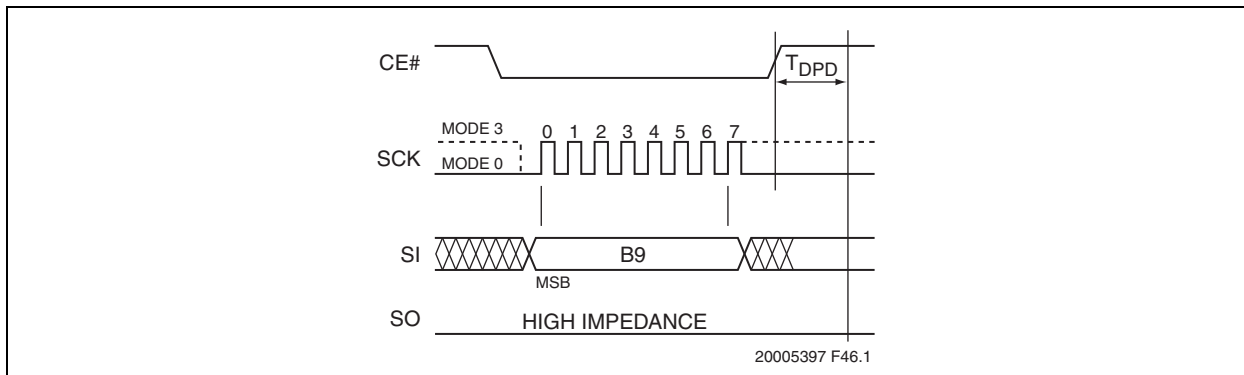 CE#
TDPD
MODE 3
0 1 2 3 4 5 6 7
SCK
MODE 0
SI
B9
MSB
SO
HIGH IMPEDANCE
20005397 F46.1